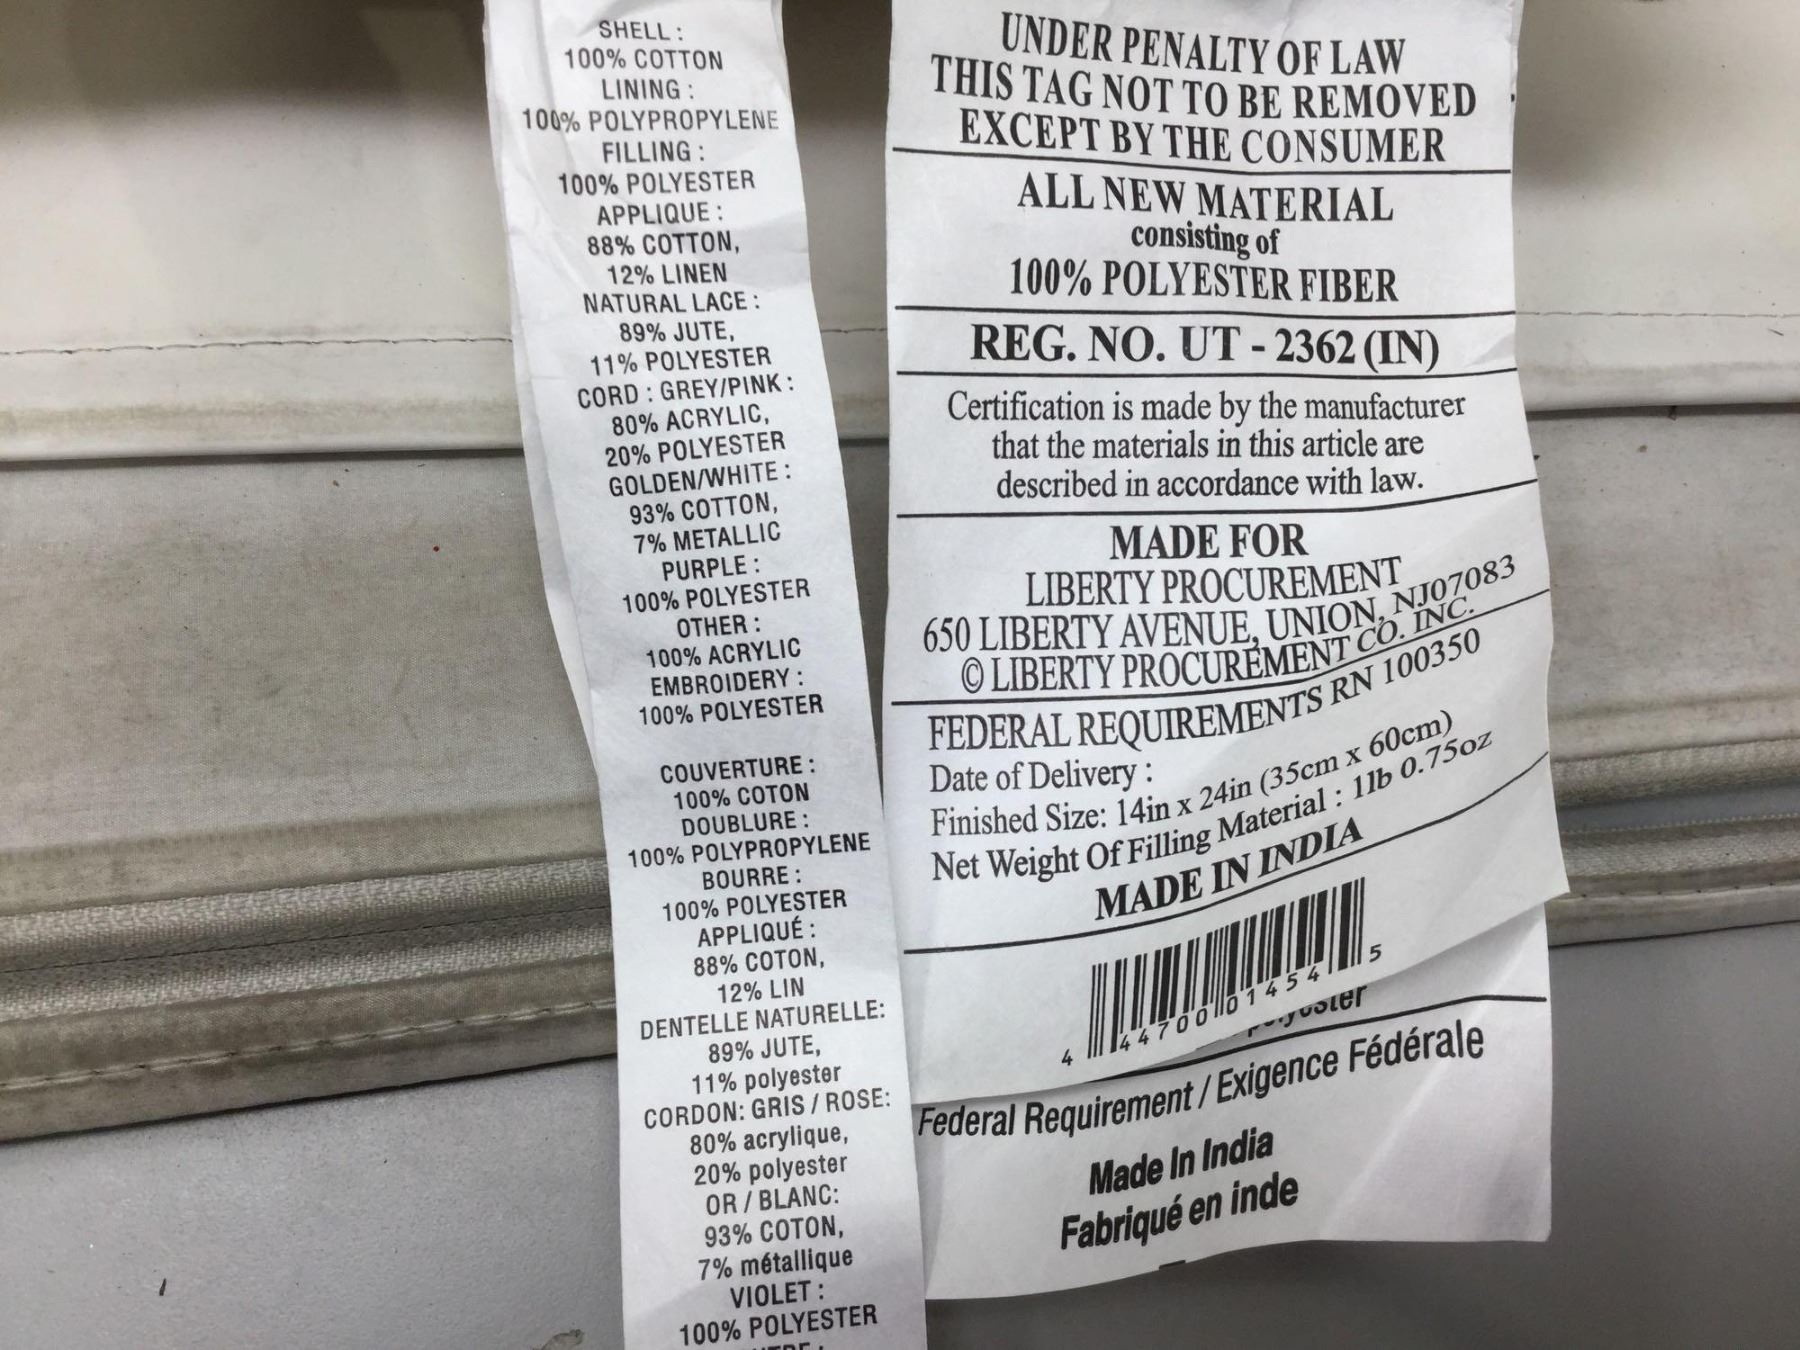 SHELL :
100% COTTON
LINING :
100% POLYPROPYLENE
FILLING :
100% POLYESTER
APPLIQUE :
88% COTTON,
12% LINEN
NATURAL LACE :
89% JUTE,
11% POLYESTER
CORD : GREY/PINK :
80% ACRYLIC,
20% POLYESTER
GOLDEN/WHITE :
93% COTTON,
7% METALLIC
PURPLE :
100% POLYESTER
OTHER :
100% ACRYLIC
EMBROIDERY :
100% POLYESTER
COUVERTURE :
100% COTON
DOUBLURE :
100% POLYPROPYLENE
BOURRE :
100% POLYESTER
APPLIQUÉ :
88% COTON,
12% LIN
DENTELLE NATURELLE:
89% JUTE,
11% polyester
CORDON: GRIS / ROSE:
80% acrylique,
20% polyester
OR / BLANC:
93% COTON,
7% métallique
VIOLET :
100% POLYESTER
UNDER PENALTY OF LAW
THIS TAG NOT TO BE REMOVED
EXCEPT BY THE CONSUMER
ALL NEW MATERIAL
consisting of
100% POLYESTER FIBER
REG. NO. UT - 2362 (IN)
Certification is made by the manufacturer
that the materials in this article are
described in accordance with law.
MADE FOR
LIBERTY PROCUREMENT
650 LIBERTY AVENUE, UNION, NJ07083
© LIBERTY PROCUREMENT CO. INC.
FEDERAL REQUIREMENTS RN 100350
Date of Delivery :
Finished Size: 14in x 24in (35cm x 60cm)
Net Weight Of Filling Material : 1lb 0.75oz
MADE IN INDIA
4 44700 01454 5
polyester
Federal Requirement / Exigence Fédérale
Made In India
Fabriqué en inde